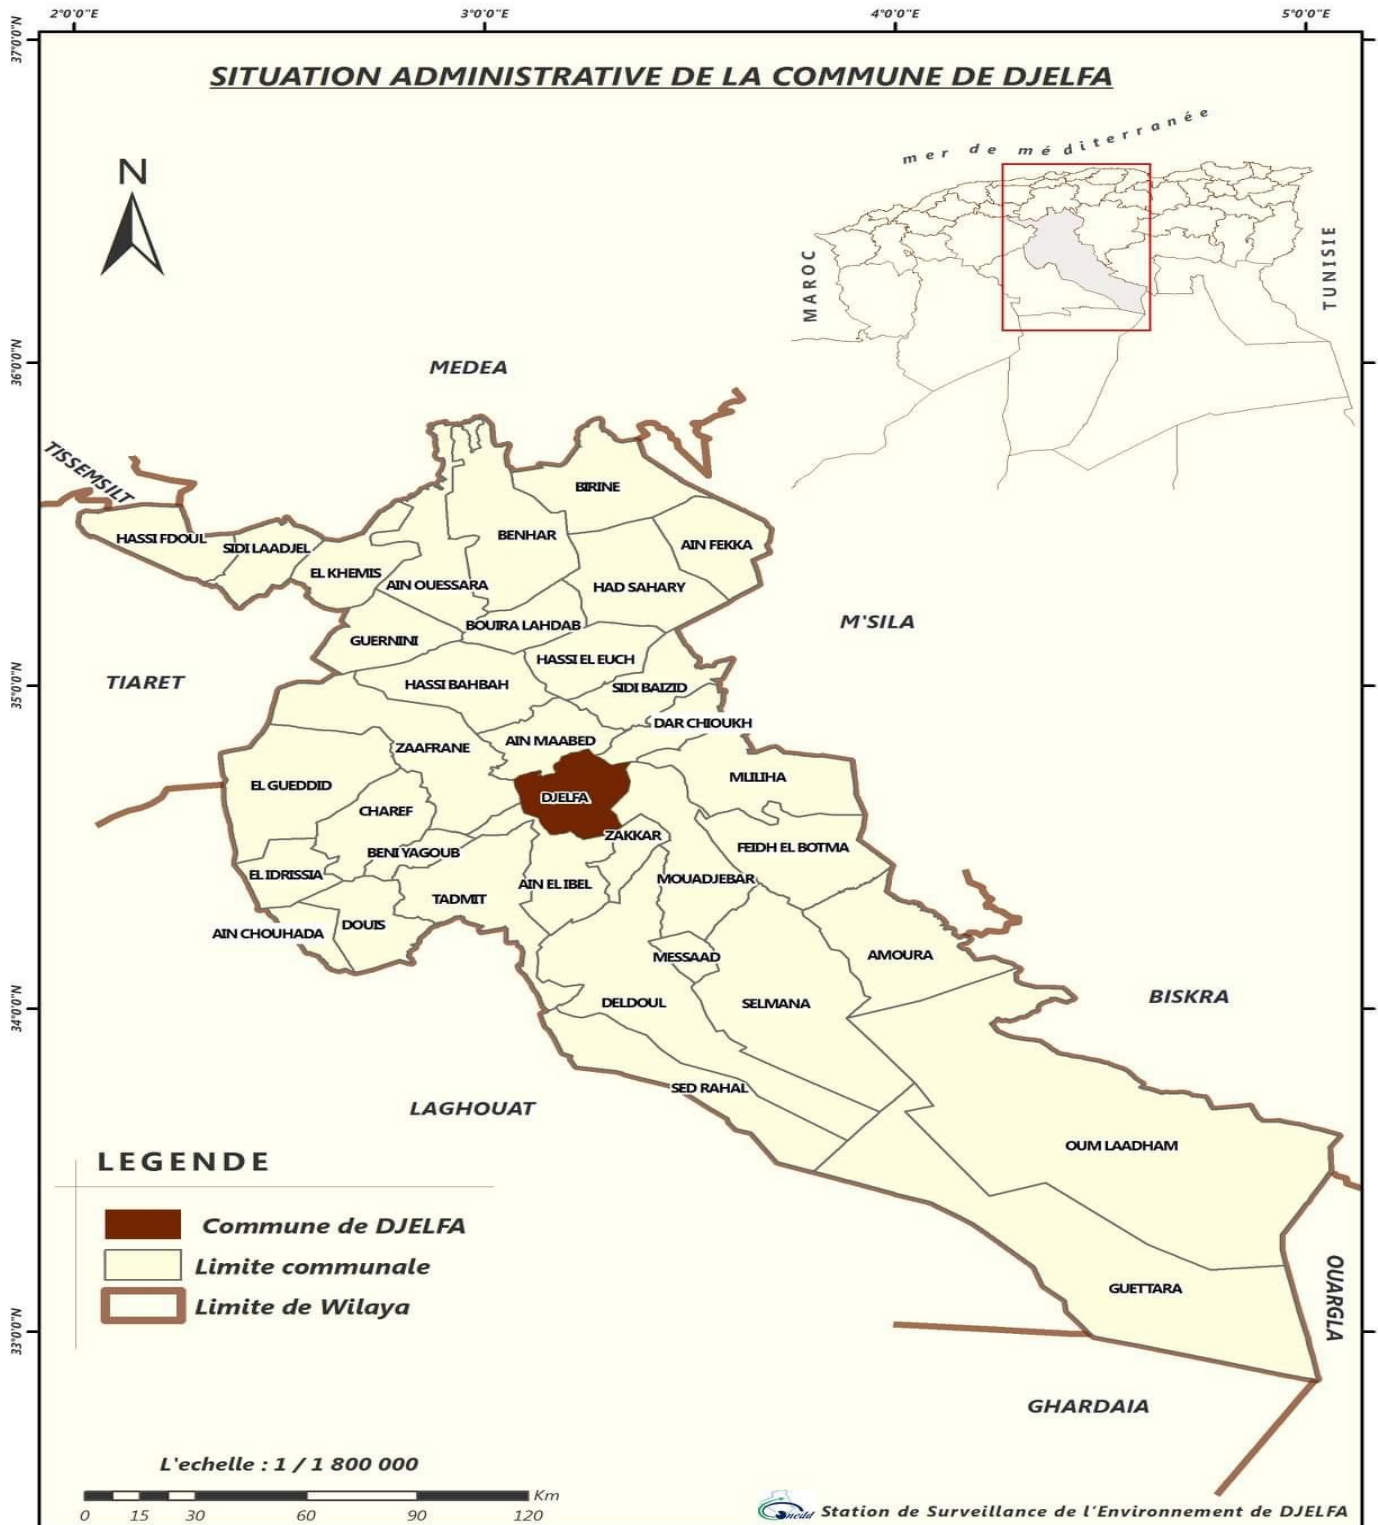 2°0'0"E 3°0'0"E 4°0'0"E 5°0'0"E
SITUATION ADMINISTRATIVE DE LA COMMUNE DE DJELFA
mer de méditerranée
N
MAROC
TUNISIE
37°0'0"N
36°0'0"N
35°0'0"N
34°0'0"N
33°0'0"N
MEDEA
TISSEMSILT
BIRINE
HASSI FDOUL
SIDI LAADJEL
BENHAR
AIN FEKKA
EL KHEMIS
AIN OUESSARA
HAD SAHARY
M'SILA
BOUIRA LAHDAB
GUERNINI
HASSI EL EUCH
TIARET
HASSI BAHBAH
SIDI BAIZID
DAR CHIOUKH
AIN MAABED
ZAAFRANE
MLILIHA
EL GUEDDID
DJELFA
CHAREF
ZAKKAR
FEIDH EL BOTMA
BENI YAGOUB
EL IDRISSIA
AIN EL IBEL
MOUADJEBAR
TADMIT
DOUIS
AIN CHOUHADA
MESSAAD
AMOURA
DELDOUL
SELMANA
BISKRA
SED RAHAL
LAGHOUAT
OUM LAADHAM
GUETTARA
OUARGLA
GHARDAIA
LEGENDE
Commune de DJELFA
Limite communale
Limite de Wilaya
L'echelle : 1 / 1 800 000
Km
0 15 30 60 90 120
Station de Surveillance de l'Environnement de DJELFA